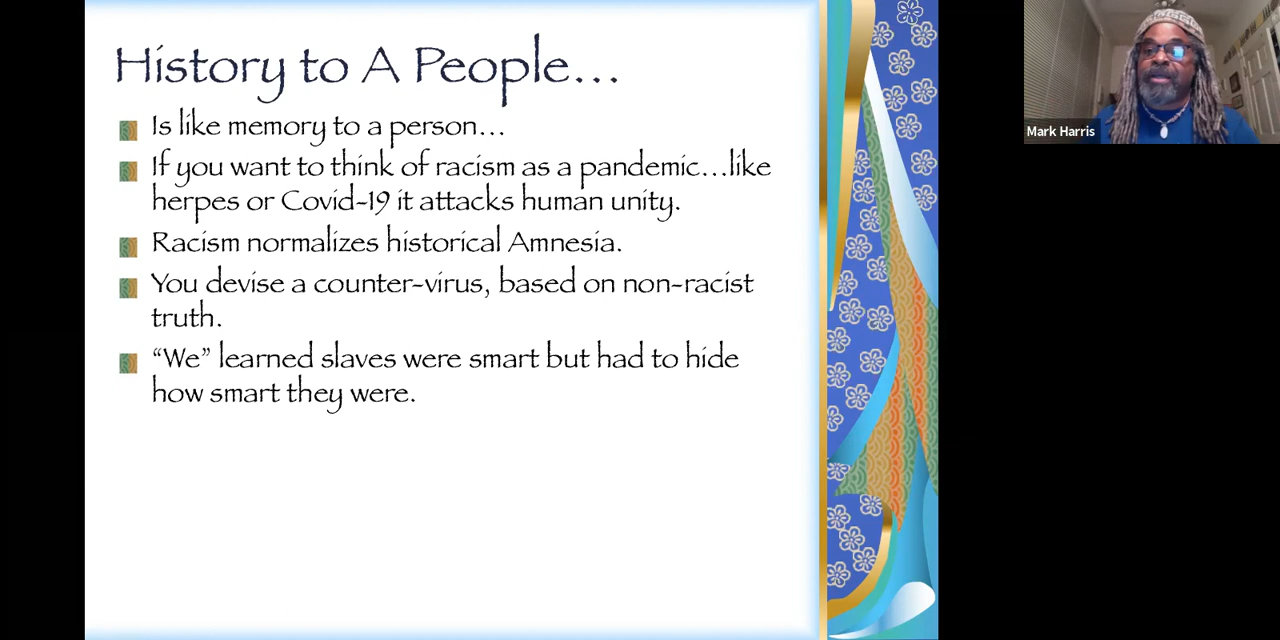 History to A People...
Is like memory to a person...
If you want to think of racism as a pandemic...like
herpes or Covid-19 it attacks human unity.
Racism normalizes historical Amnesia.
You devise a counter-virus, based on non-racist
truth.
“We” learned slaves were smart but had to hide
how smart they were.
Mark Harris